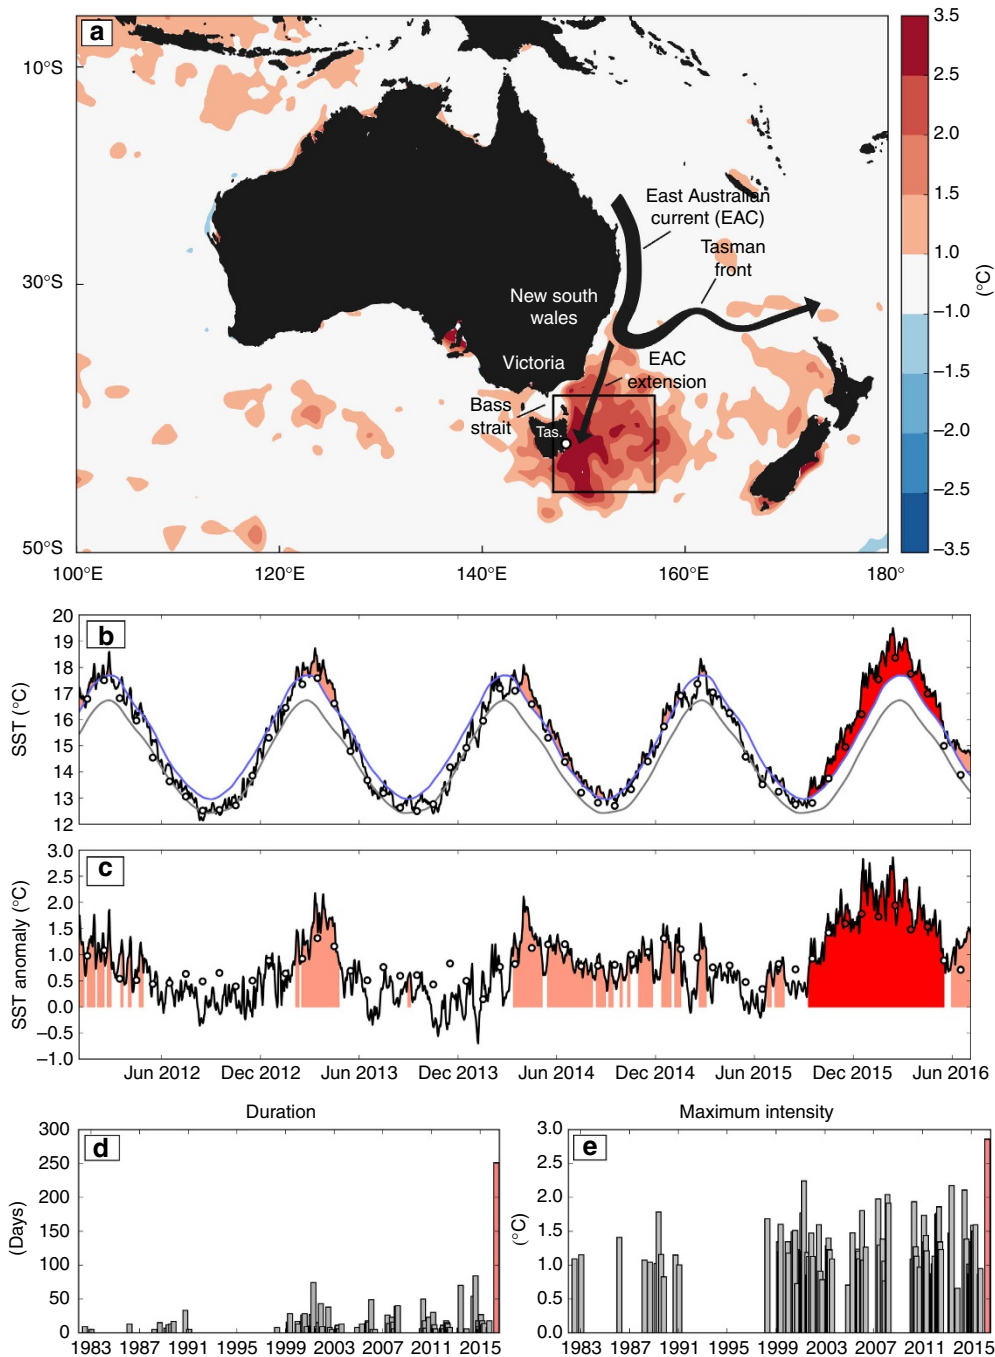 a
10°S
30°S
50°S
100°E
120°E
140°E
160°E
180°
East Australian
current (EAC)
Tasman
front
New south
wales
Victoria
EAC
extension
Bass
strait
Tas.
3.5
2.5
2.0
1.5
1.0
−1.0
−1.5
−2.0
−2.5
−3.5
(°C)
b
SST (°C)
20
19
18
17
16
15
14
13
12
c
SST anomaly (°C)
3.0
2.5
2.0
1.5
1.0
0.5
0.0
−0.5
−1.0
Jun 2012
Dec 2012
Jun 2013
Dec 2013
Jun 2014
Dec 2014
Jun 2015
Dec 2015
Jun 2016
Duration
d
(Days)
300
250
200
150
100
50
0
1983
1987
1991
1995
1999
2003
2007
2011
2015
Maximum intensity
e
(°C)
3.0
2.5
2.0
1.5
1.0
0.5
0.0
1983
1987
1991
1995
1999
2003
2007
2011
2015